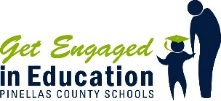 Get Engaged
in Education
PINELLAS COUNTY SCHOOLS